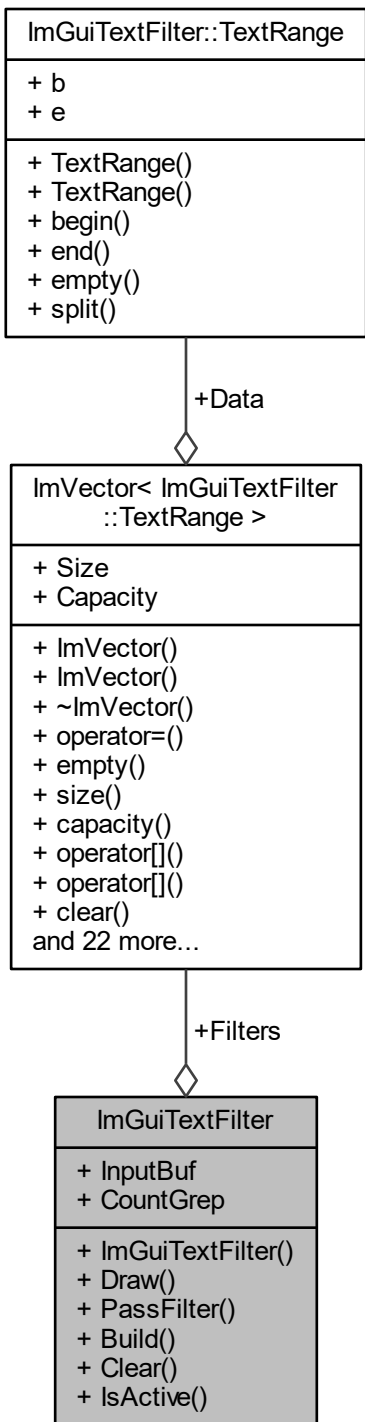 ImGuiTextFilter::TextRange
+ b
+ e
+ TextRange()
+ TextRange()
+ begin()
+ end()
+ empty()
+ split()
+Data
ImVector< ImGuiTextFilter
::TextRange >
+ Size
+ Capacity
+ ImVector()
+ ImVector()
+ ~ImVector()
+ operator=()
+ empty()
+ size()
+ capacity()
+ operator[]()
+ operator[]()
+ clear()
and 22 more...
+Filters
ImGuiTextFilter
+ InputBuf
+ CountGrep
+ ImGuiTextFilter()
+ Draw()
+ PassFilter()
+ Build()
+ Clear()
+ IsActive()